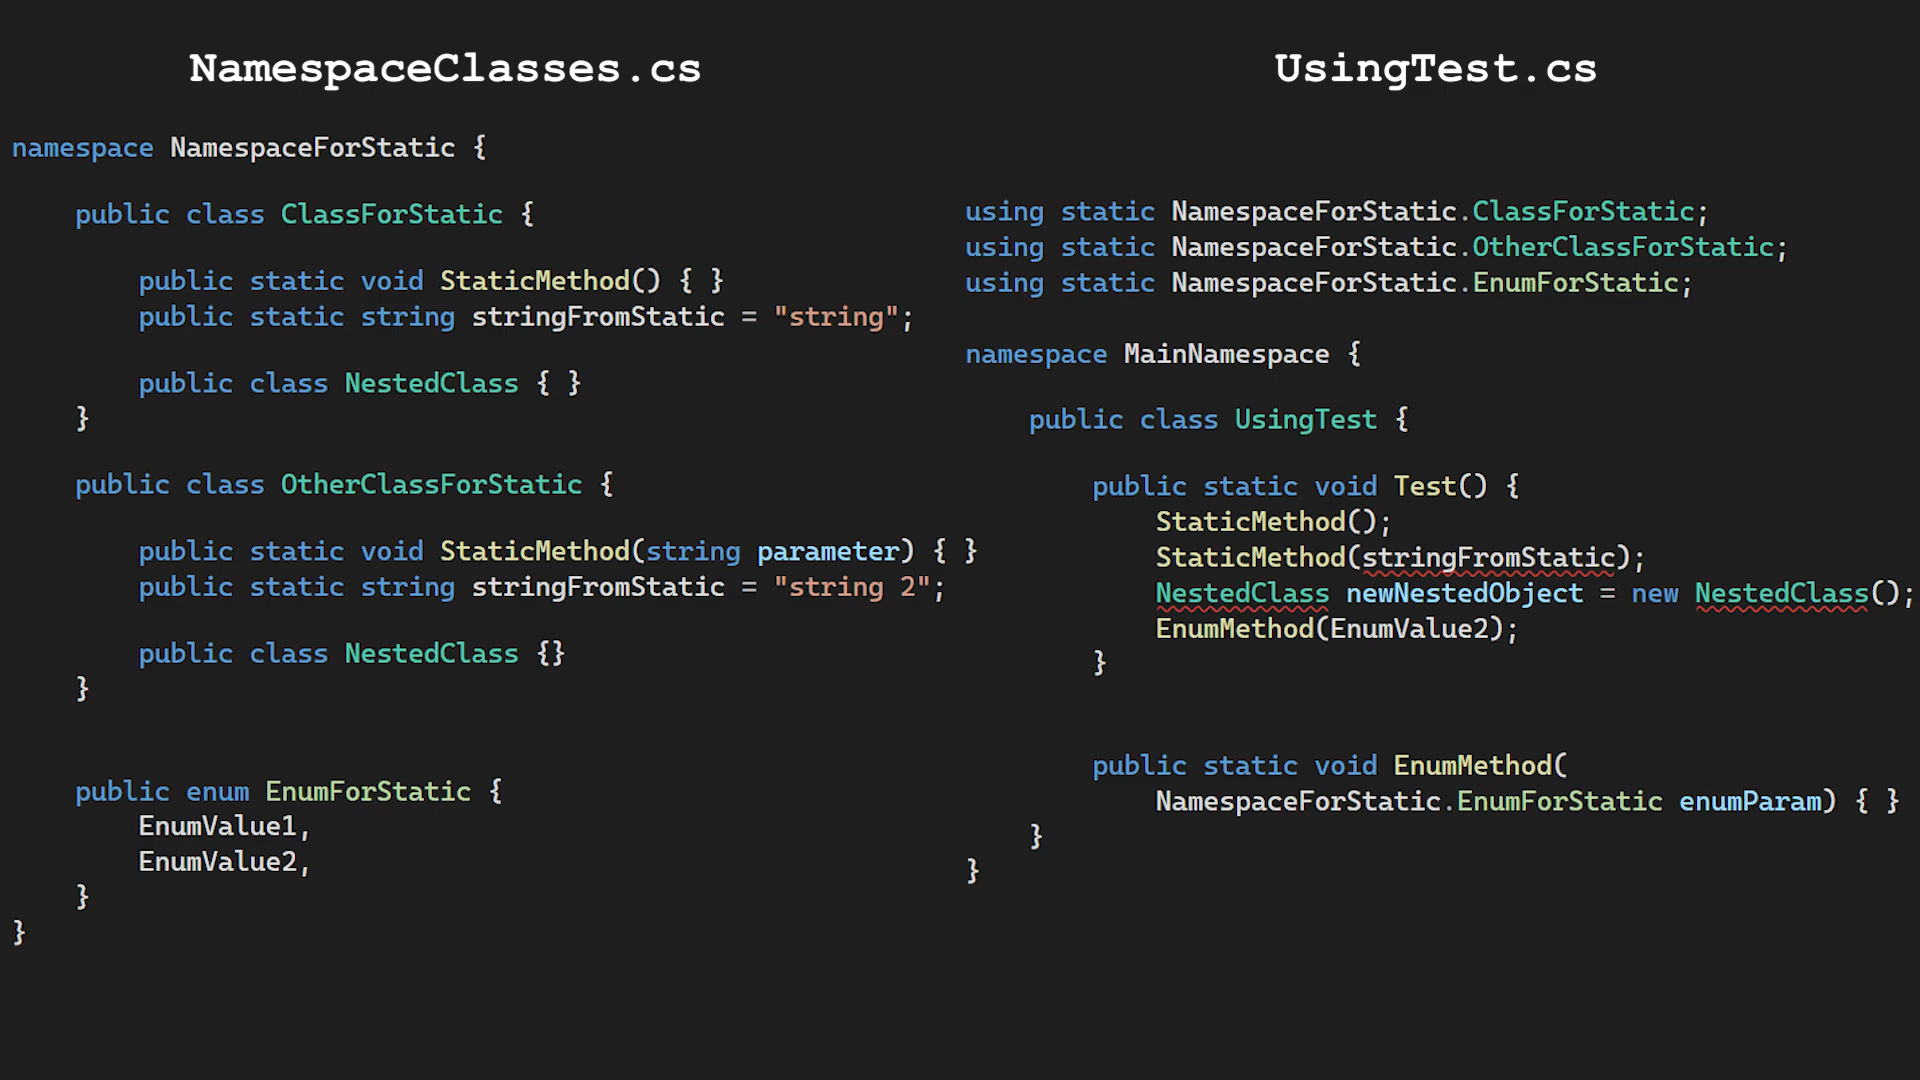 NamespaceClasses.cs
namespace NamespaceForStatic {
public class ClassForStatic {
public static void StaticMethod() { }
public static string stringFromStatic = "string";
public class NestedClass { }
}
public class OtherClassForStatic {
public static void StaticMethod(string parameter) { }
public static string stringFromStatic = "string 2";
public class NestedClass {}
}
public enum EnumForStatic {
EnumValue1,
EnumValue2,
}
}
UsingTest.cs
using static NamespaceForStatic.ClassForStatic;
using static NamespaceForStatic.OtherClassForStatic;
using static NamespaceForStatic.EnumForStatic;
namespace MainNamespace {
public class UsingTest {
public static void Test() {
StaticMethod();
StaticMethod(stringFromStatic);
NestedClass newNestedObject = new NestedClass();
EnumMethod(EnumValue2);
}
public static void EnumMethod(
NamespaceForStatic.EnumForStatic enumParam) { }
}
}